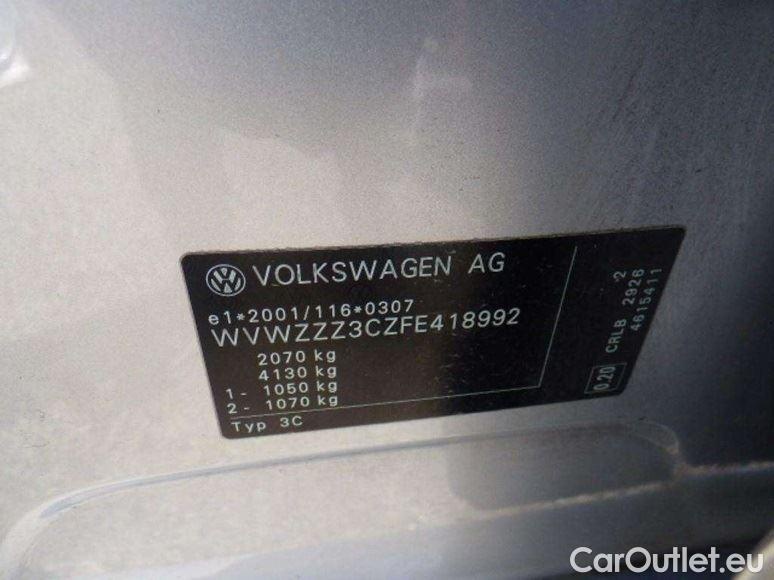 VOLKSWAGEN AG
e1*2001/116*0307
WVWZZZ3CZFE418992
2070 kg
4130 kg
1 - 1050 kg
2 - 1070 kg
Typ 3C
0.20
CRLB 2926 -2
4615411
CarOutlet.eu